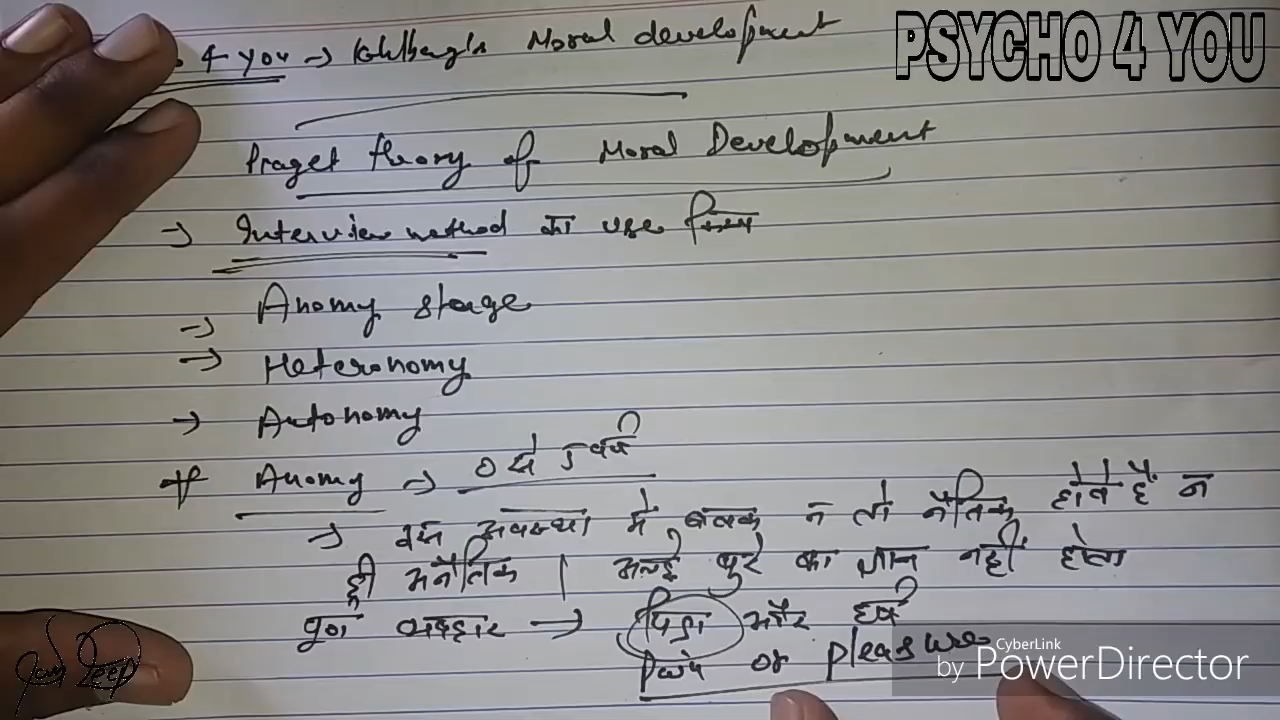 4 you → Kohlberg's Moral development
PSYCHO 4 YOU
Piaget theory of Moral Development
→ Interview method का use किया
→ Anomy stage
→ Heteronomy
→ Autonomy
* Anomy → 0 से 5 वर्ष
→ इस अवस्था में बालक न तो नैतिक होते हैं न
ही अनैतिक | अच्छे बुरे का ज्ञान नहीं होता
व्यवहार → पिड़ा और हर्ष
Pain or pleasure
CyberLink
by PowerDirector